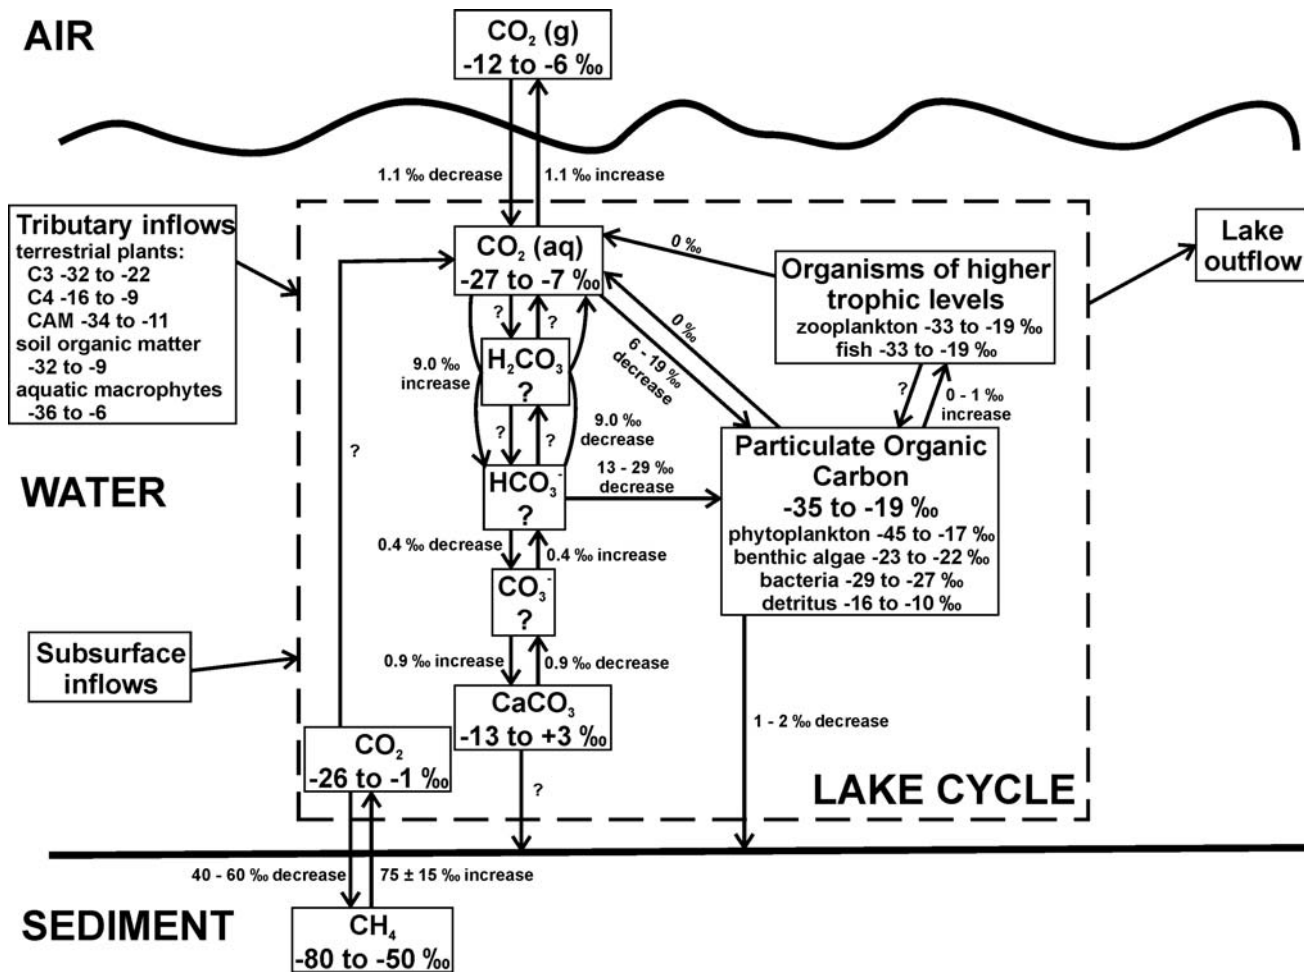 AIR
CO₂ (g)
-12 to -6 ‰
1.1 ‰ decrease
1.1 ‰ increase
Tributary inflows
terrestrial plants:
C3 -32 to -22
C4 -16 to -9
CAM -34 to -11
soil organic matter
-32 to -9
aquatic macrophytes
-36 to -6
CO₂ (aq)
-27 to -7 ‰
0 ‰
Organisms of higher
trophic levels
zooplankton -33 to -19 ‰
fish -33 to -19 ‰
Lake
outflow
?
?
H₂CO₃
?
9.0 ‰
increase
0 ‰
6 - 19 ‰
decrease
?
0 - 1 ‰
increase
?
?
?
9.0 ‰
decrease
WATER
HCO₃⁻
?
13 - 29 ‰
decrease
Particulate Organic
Carbon
-35 to -19 ‰
phytoplankton -45 to -17 ‰
benthic algae -23 to -22 ‰
bacteria -29 to -27 ‰
detritus -16 to -10 ‰
0.4 ‰ decrease
0.4 ‰ increase
CO₃⁻
?
Subsurface
inflows
0.9 ‰ increase
0.9 ‰ decrease
CaCO₃
-13 to +3 ‰
1 - 2 ‰ decrease
CO₂
-26 to -1 ‰
?
LAKE CYCLE
40 - 60 ‰ decrease
75 ± 15 ‰ increase
SEDIMENT
CH₄
-80 to -50 ‰